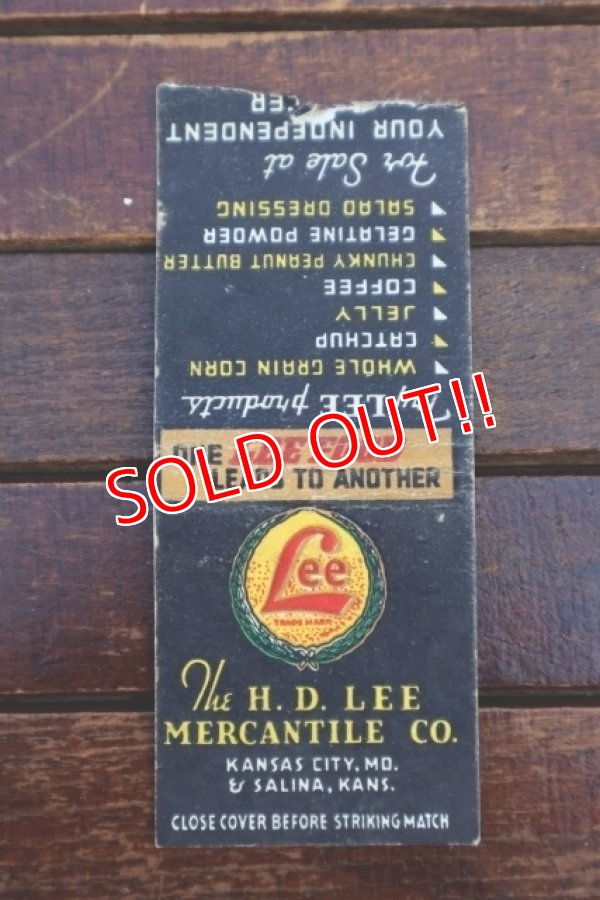 Try LEE products
WHOLE GRAIN CORN
CATCHUP
JELLY
COFFEE
CHUNKY PEANUT BUTTER
GELATINE POWDER
SALAD DRESSING
For Sale at
YOUR INDEPENDENT
SOLD OUT!!
ONE
LEADS TO ANOTHER
Lee
TRADE MARK
The H. D. LEE
MERCANTILE CO.
KANSAS CITY, MO.
& SALINA, KANS.
CLOSE COVER BEFORE STRIKING MATCH